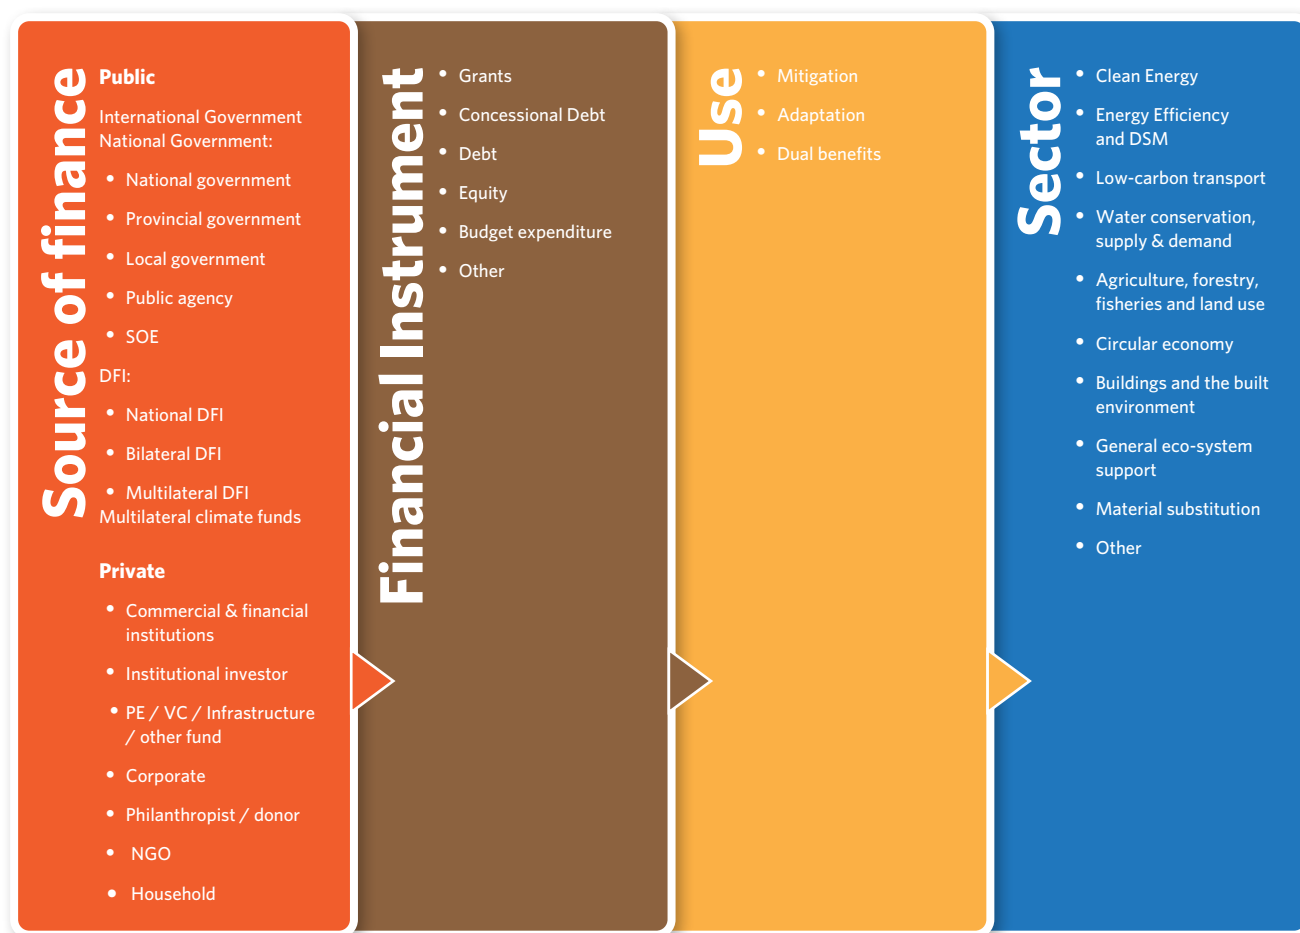 Source of finance
Public
International Government
National Government:
• National government
• Provincial government
• Local government
• Public agency
• SOE
DFI:
• National DFI
• Bilateral DFI
• Multilateral DFI
Multilateral climate funds
Private
• Commercial & financial
institutions
• Institutional investor
• PE / VC / Infrastructure
/ other fund
• Corporate
• Philanthropist / donor
• NGO
• Household
Financial Instrument
• Grants
• Concessional Debt
• Debt
• Equity
• Budget expenditure
• Other
Use
• Mitigation
• Adaptation
• Dual benefits
Sector
• Clean Energy
• Energy Efficiency
and DSM
• Low-carbon transport
• Water conservation,
supply & demand
• Agriculture, forestry,
fisheries and land use
• Circular economy
• Buildings and the built
environment
• General eco-system
support
• Material substitution
• Other